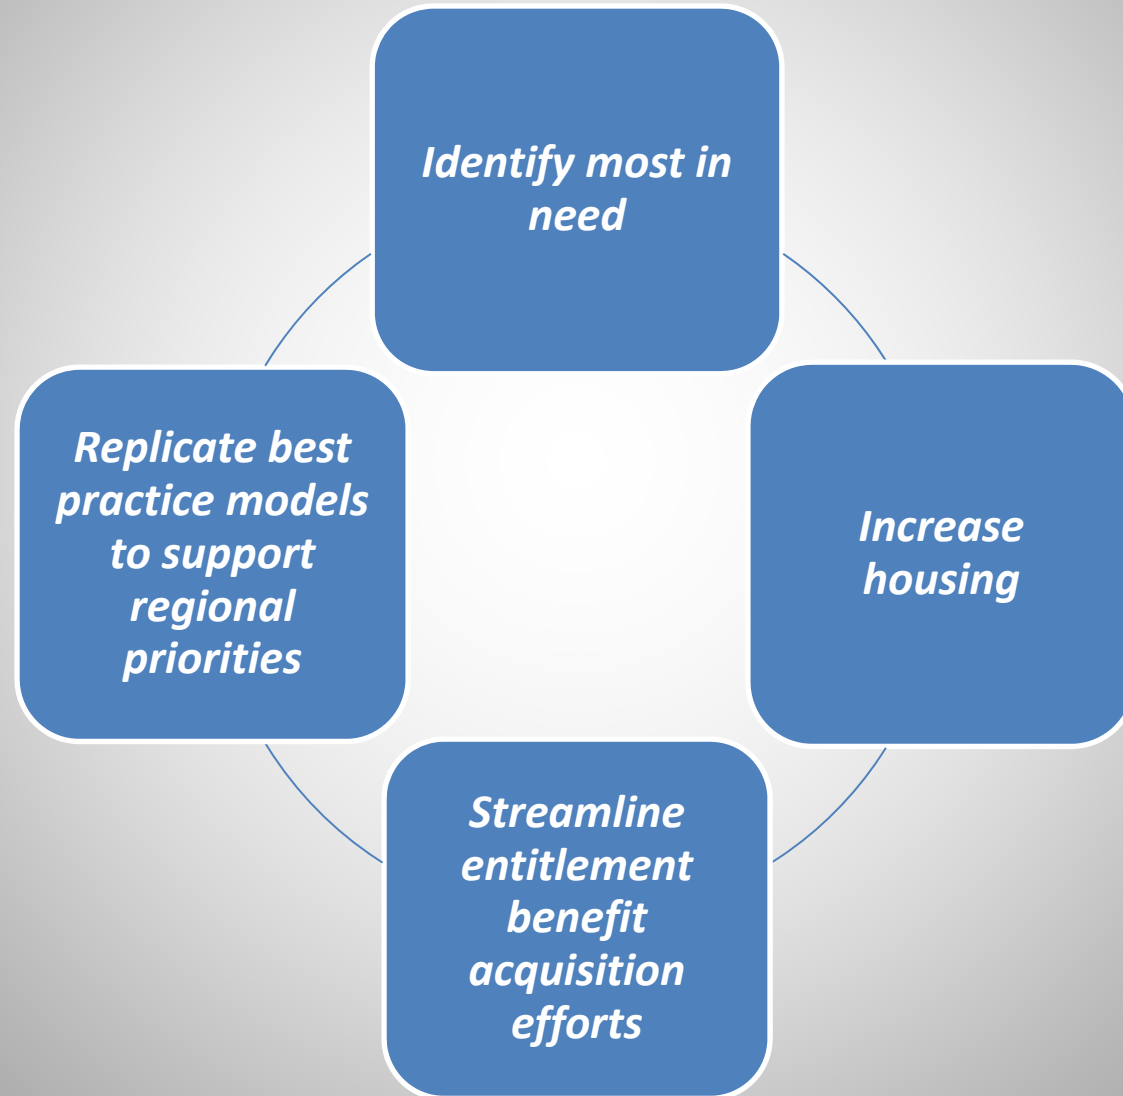 Identify most in
need
Increase
housing
Streamline
entitlement
benefit
acquisition
efforts
Replicate best
practice models
to support
regional
priorities